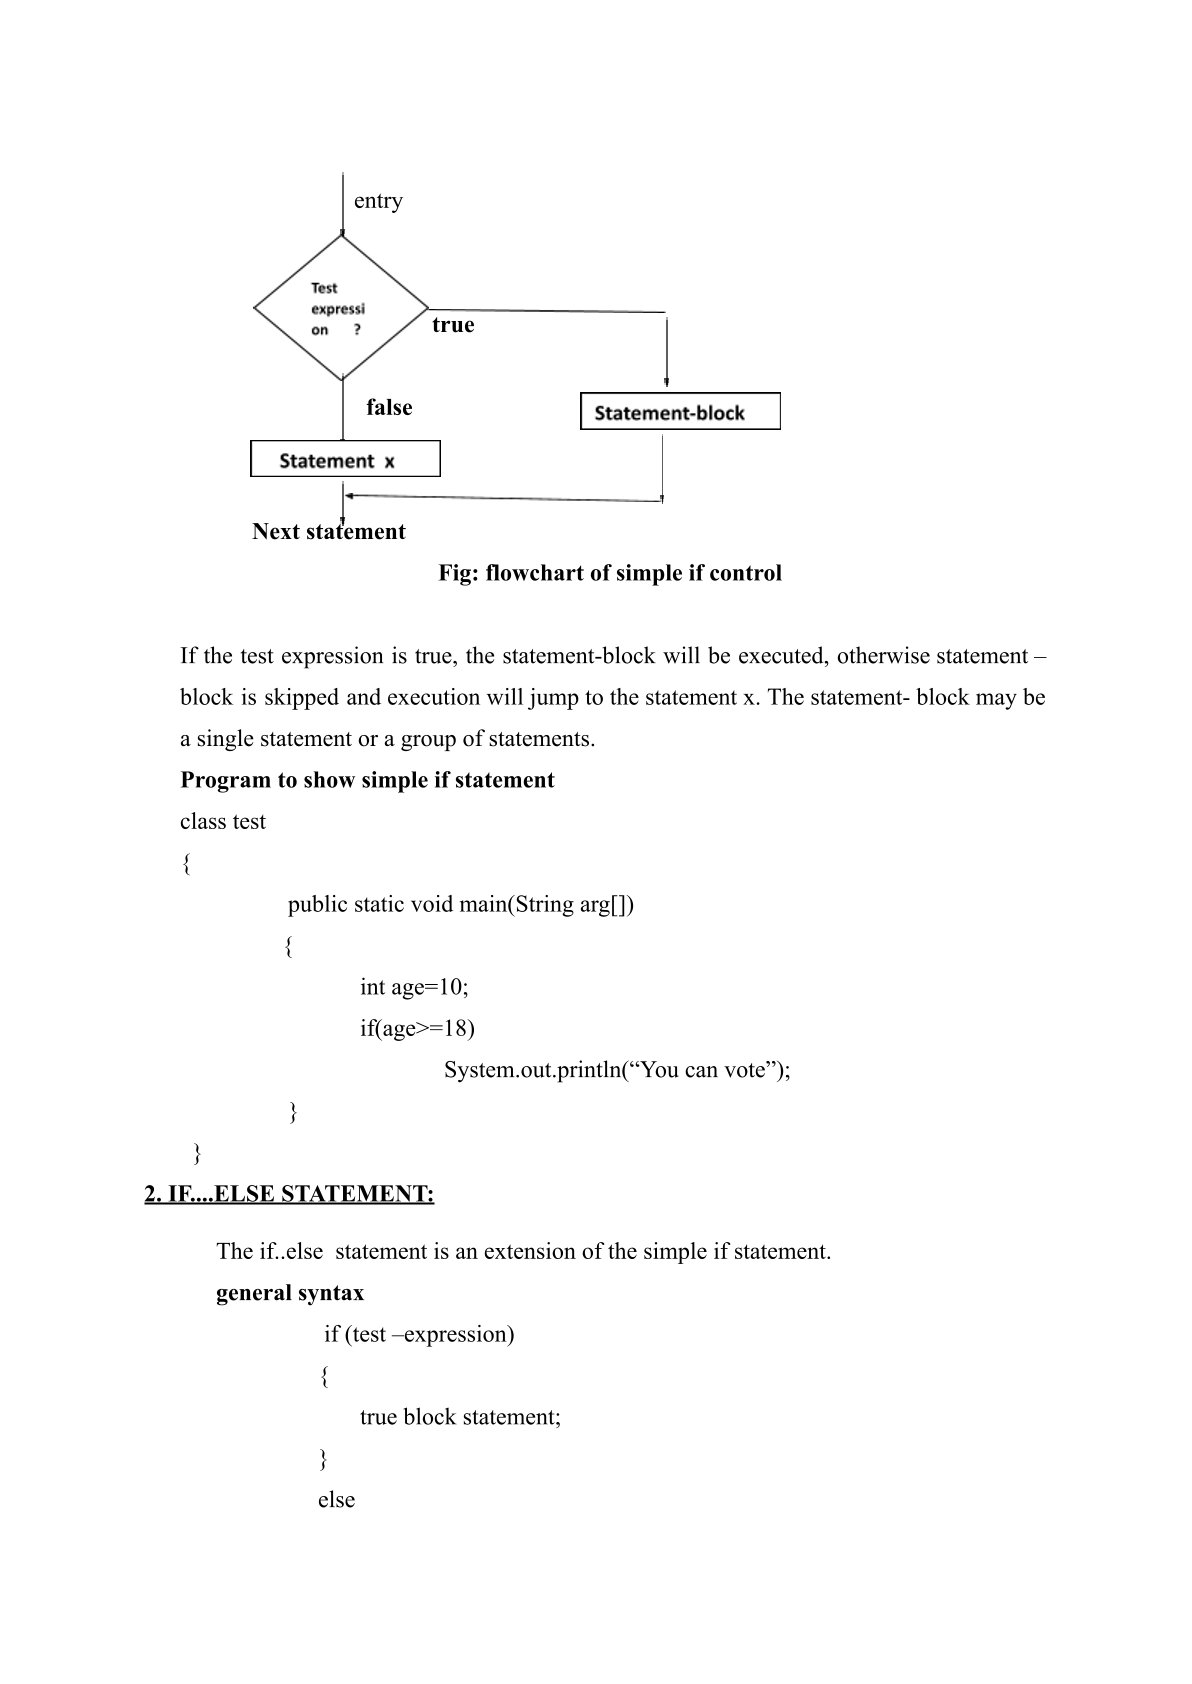 entry
Test
expressi
on ?
true
false
Statement-block
Statement x
Next statement
Fig: flowchart of simple if control
If the test expression is true, the statement-block will be executed, otherwise statement –
block is skipped and execution will jump to the statement x. The statement- block may be
a single statement or a group of statements.
Program to show simple if statement
class test
{
public static void main(String arg[])
{
int age=10;
if(age>=18)
System.out.println(“You can vote”);
}
}
2. IF....ELSE STATEMENT:
The if..else statement is an extension of the simple if statement.
general syntax
if (test –expression)
{
true block statement;
}
else